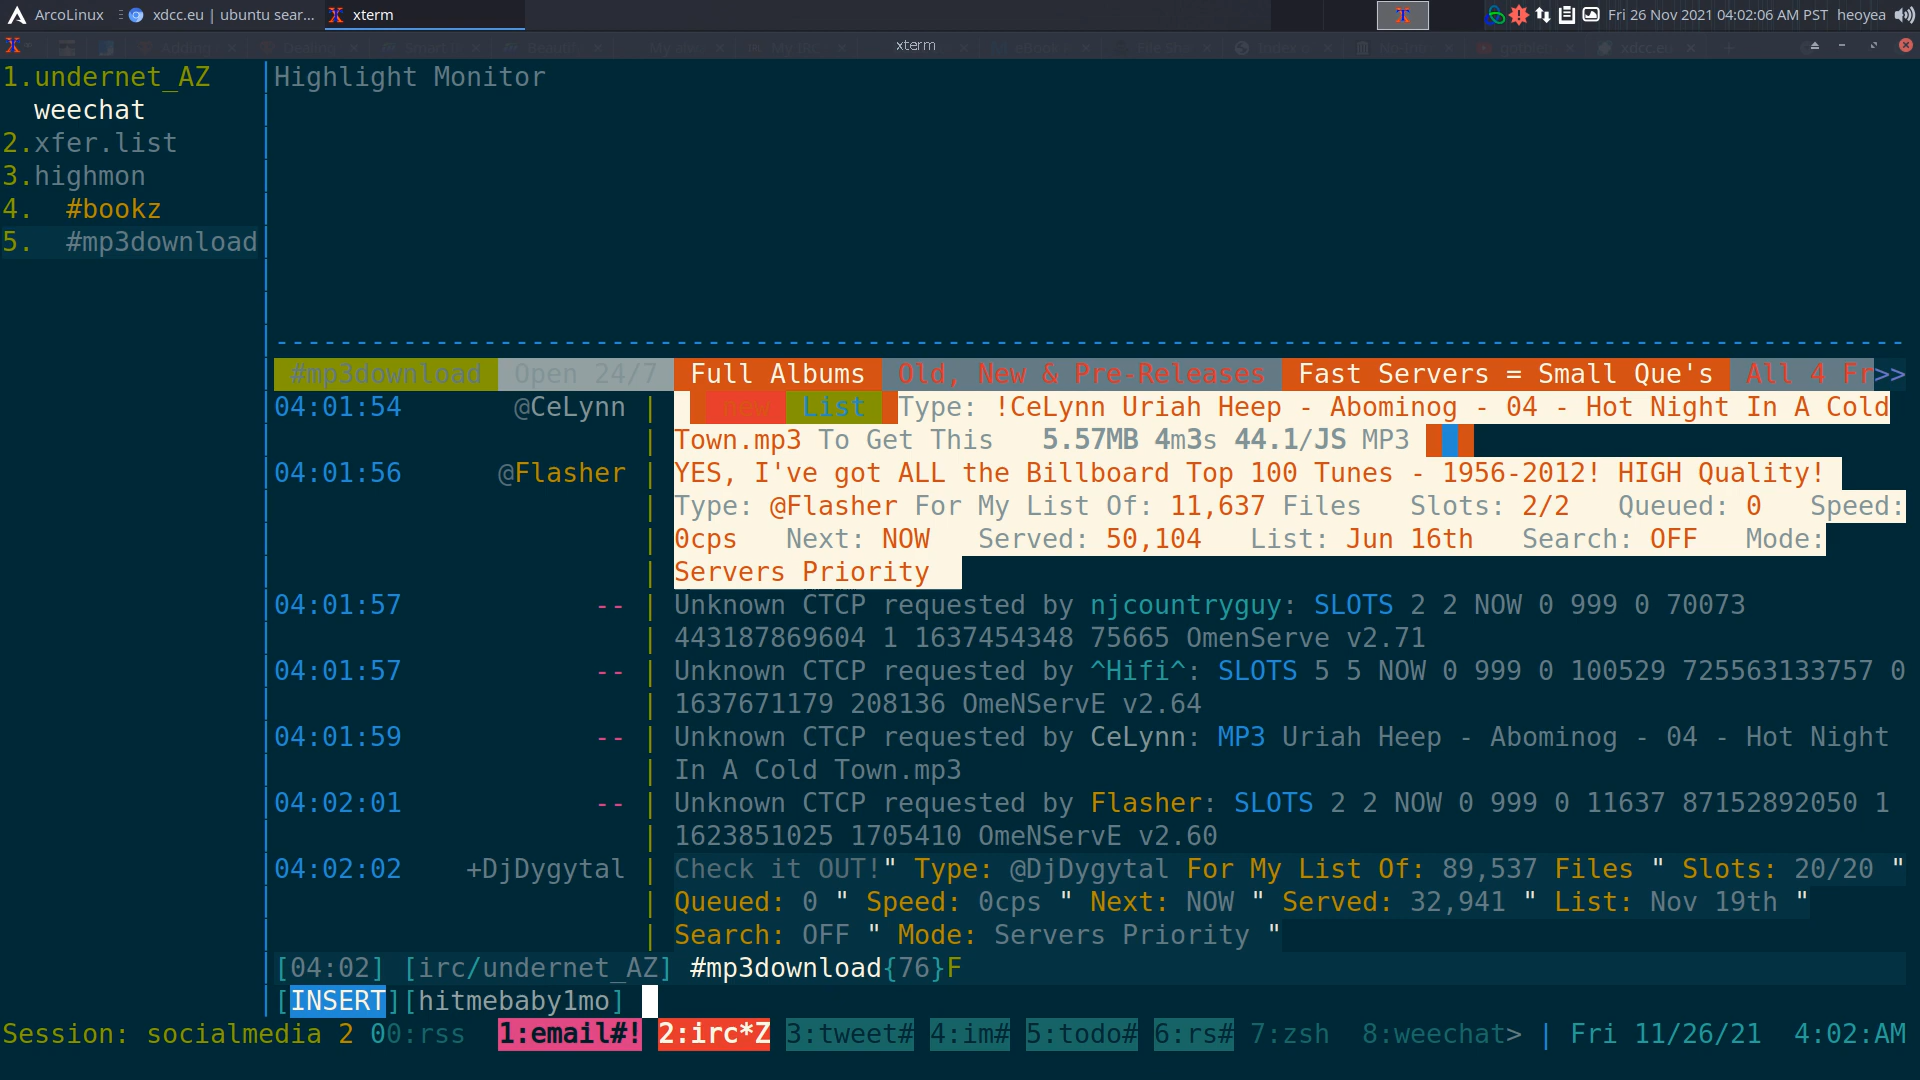 ArcoLinux xdcc.eu | ubuntu sear... xterm Fri 26 Nov 2021 04:02:06 AM PST heoyea
xterm
1.undernet_AZ
weechat
2.xfer.list
3.highmon
4. #bookz
5. #mp3download
Highlight Monitor
#mp3download Open 24/7 Full Albums Old, New & Pre-Releases Fast Servers = Small Que's All 4 Fr>>
04:01:54 @CeLynn | new List Type: !CeLynn Uriah Heep - Abominog - 04 - Hot Night In A Cold
| Town.mp3 To Get This 5.57MB 4m3s 44.1/JS MP3
04:01:56 @Flasher | YES, I've got ALL the Billboard Top 100 Tunes - 1956-2012! HIGH Quality!
| Type: @Flasher For My List Of: 11,637 Files Slots: 2/2 Queued: 0 Speed:
| 0cps Next: NOW Served: 50,104 List: Jun 16th Search: OFF Mode:
| Servers Priority
04:01:57 -- | Unknown CTCP requested by njcountryguy: SLOTS 2 2 NOW 0 999 0 70073
| 443187869604 1 1637454348 75665 OmenServe v2.71
04:01:57 -- | Unknown CTCP requested by ^Hifi^: SLOTS 5 5 NOW 0 999 0 100529 725563133757 0
| 1637671179 208136 OmeNServE v2.64
04:01:59 -- | Unknown CTCP requested by CeLynn: MP3 Uriah Heep - Abominog - 04 - Hot Night
| In A Cold Town.mp3
04:02:01 -- | Unknown CTCP requested by Flasher: SLOTS 2 2 NOW 0 999 0 11637 87152892050 1
| 1623851025 1705410 OmeNServE v2.60
04:02:02 +DjDygytal | Check it OUT!" Type: @DjDygytal For My List Of: 89,537 Files " Slots: 20/20 "
| Queued: 0 " Speed: 0cps " Next: NOW " Served: 32,941 " List: Nov 19th "
| Search: OFF " Mode: Servers Priority "
[04:02] [irc/undernet_AZ] #mp3download{76}F
[INSERT][hitmebaby1mo]
Session: socialmedia 2 00:rss 1:email#! 2:irc*Z 3:tweet# 4:im# 5:todo# 6:rs# 7:zsh 8:weechat> | Fri 11/26/21 4:02:AM